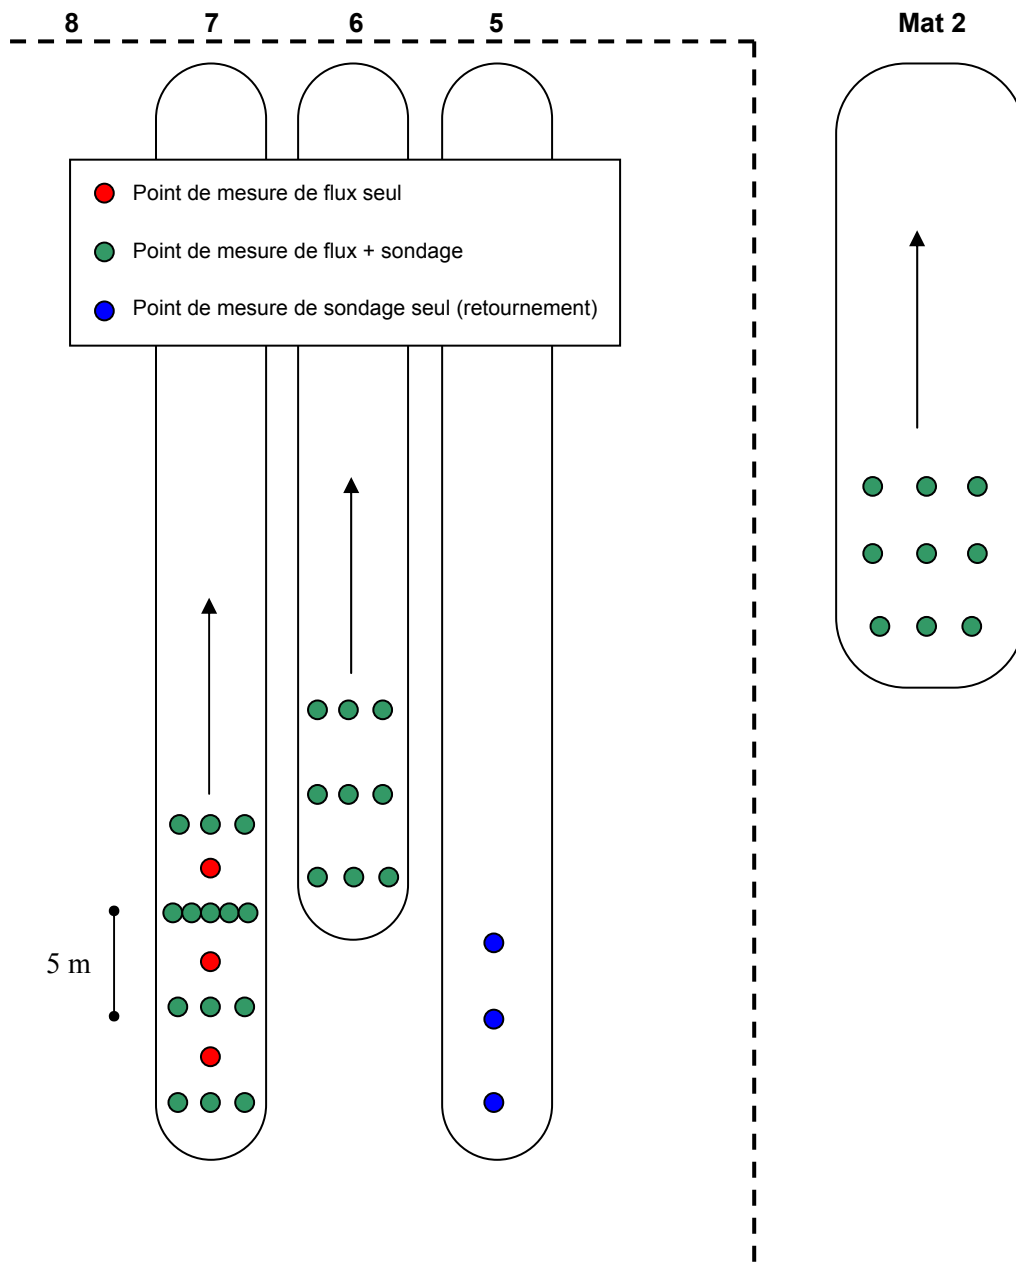 8 7 6 5 Mat 2
Point de mesure de flux seul
Point de mesure de flux + sondage
Point de mesure de sondage seul (retournement)
5 m